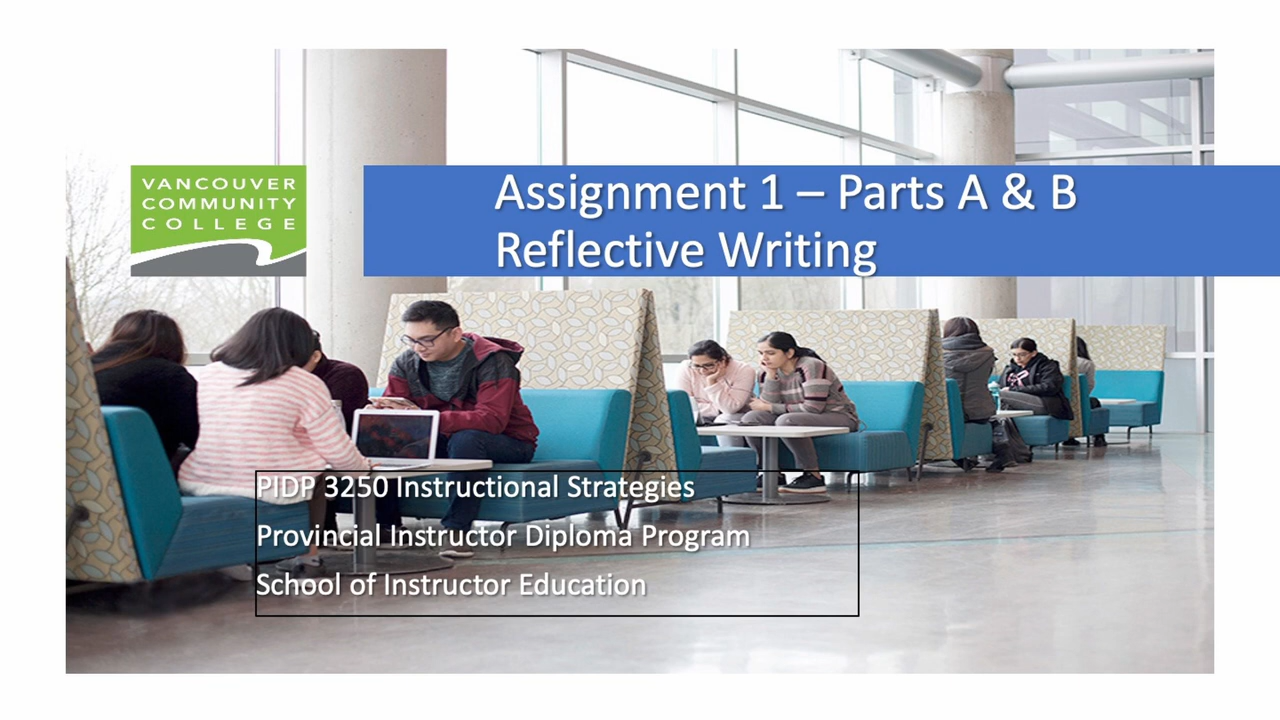 VANCOUVER
COMMUNITY
COLLEGE
Assignment 1 – Parts A & B
Reflective Writing
PIDP 3250 Instructional Strategies
Provincial Instructor Diploma Program
School of Instructor Education